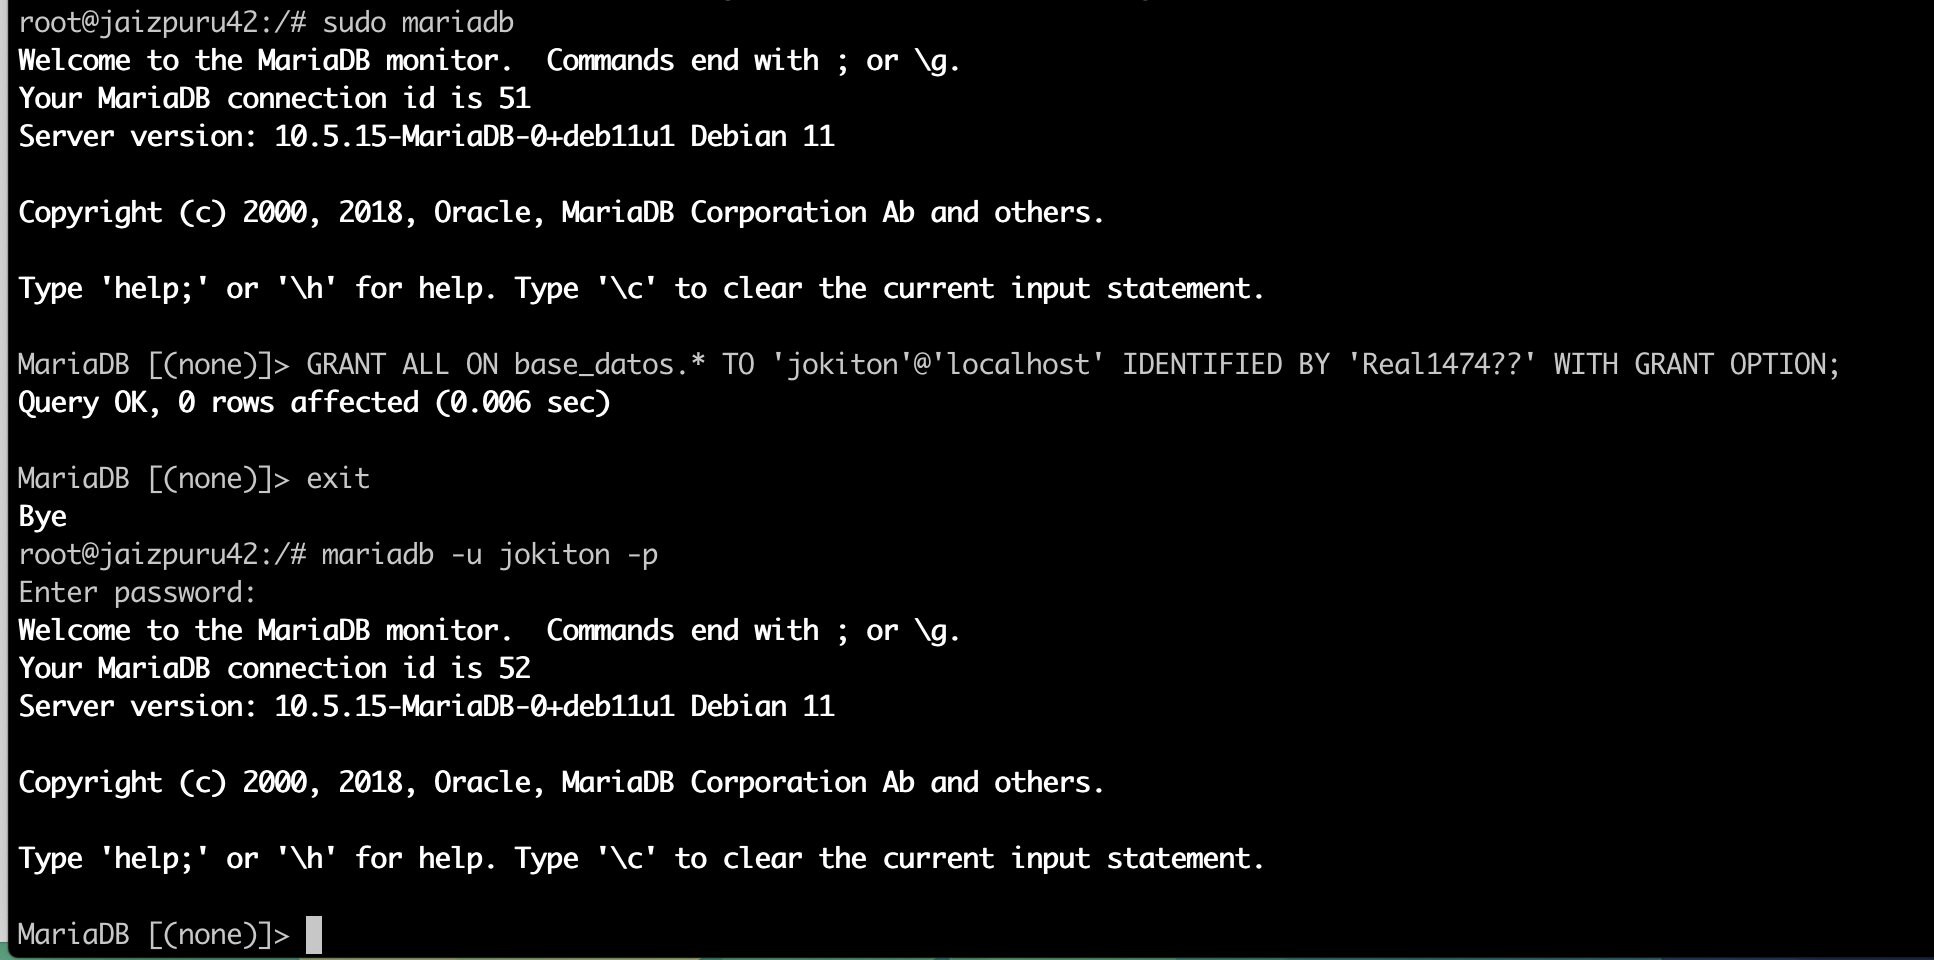 root@jaizpuru42:/# sudo mariadb
Welcome to the MariaDB monitor.  Commands end with ; or \g.
Your MariaDB connection id is 51
Server version: 10.5.15-MariaDB-0+deb11u1 Debian 11
Copyright (c) 2000, 2018, Oracle, MariaDB Corporation Ab and others.
Type 'help;' or '\h' for help. Type '\c' to clear the current input statement.
MariaDB [(none)]> GRANT ALL ON base_datos.* TO 'jokiton'@'localhost' IDENTIFIED BY 'Real1474??' WITH GRANT OPTION;
Query OK, 0 rows affected (0.006 sec)
MariaDB [(none)]> exit
Bye
root@jaizpuru42:/# mariadb -u jokiton -p
Enter password:
Welcome to the MariaDB monitor.  Commands end with ; or \g.
Your MariaDB connection id is 52
Server version: 10.5.15-MariaDB-0+deb11u1 Debian 11
Copyright (c) 2000, 2018, Oracle, MariaDB Corporation Ab and others.
Type 'help;' or '\h' for help. Type '\c' to clear the current input statement.
MariaDB [(none)]>